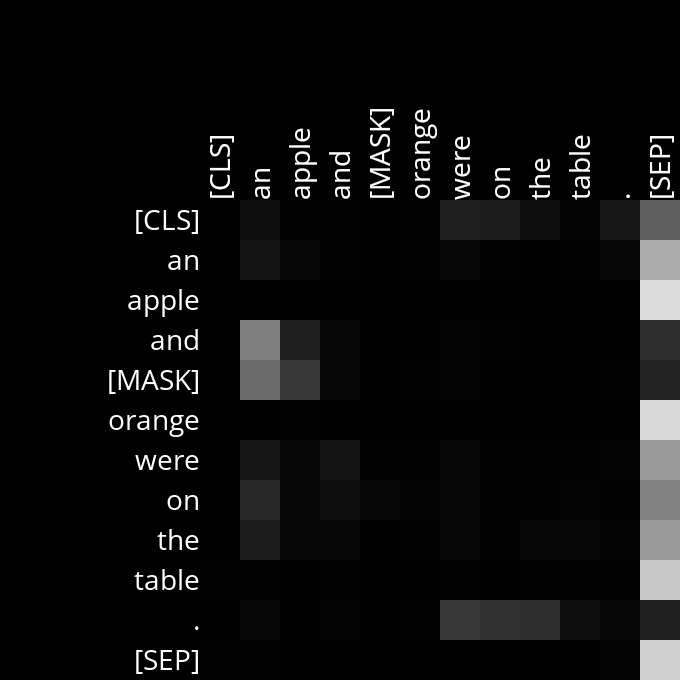 [CLS] an apple and [MASK] orange were on the table . [SEP]
[CLS]
an
apple
and
[MASK]
orange
were
on
the
table
.
[SEP]